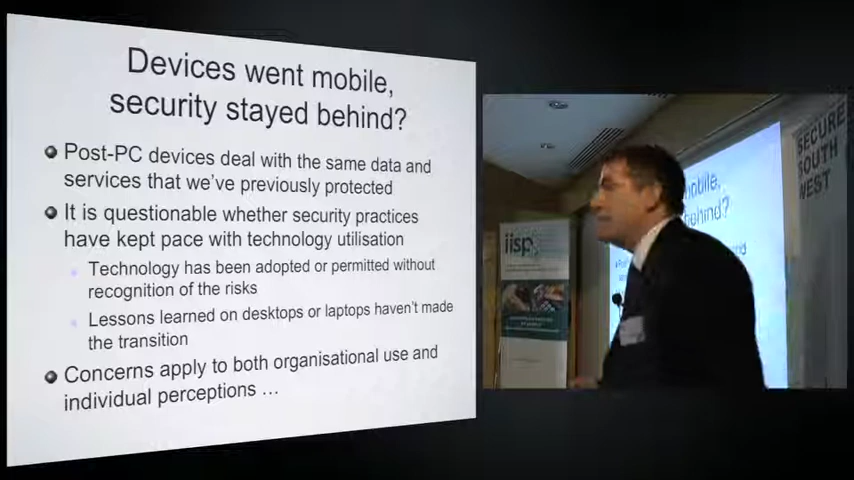 Devices went mobile,
security stayed behind?
Post-PC devices deal with the same data and
services that we've previously protected
It is questionable whether security practices
have kept pace with technology utilisation
Technology has been adopted or permitted without
recognition of the risks
Lessons learned on desktops or laptops haven't made
the transition
Concerns apply to both organisational use and
individual perceptions …
iisp
mobile,
behind?
SECURE
SOUTH
WEST